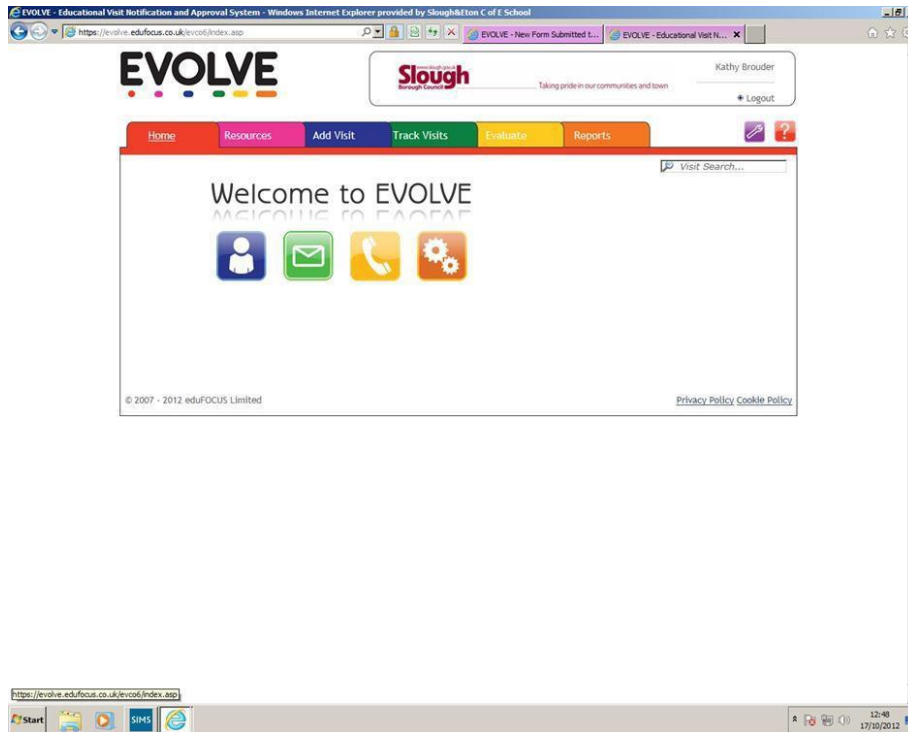 EVOLVE - Educational Visit Notification and Approval System - Windows Internet Explorer provided by Slough&Eton C of E School
https://evolve.edufocus.co.uk/evco6/index.asp
EVOLVE - New Form Submitted t...
EVOLVE - Educational Visit N...
EVOLVE
Slough
Borough Council
Taking pride in our communities and town
Kathy Brouder
Logout
Home Resources Add Visit Track Visits Evaluate Reports
?
Visit Search...
Welcome to EVOLVE
© 2007 - 2012 eduFOCUS Limited
Privacy Policy Cookie Policy
https://evolve.edufocus.co.uk/evco6/index.asp
Start
SIMS
12:48
17/10/2012